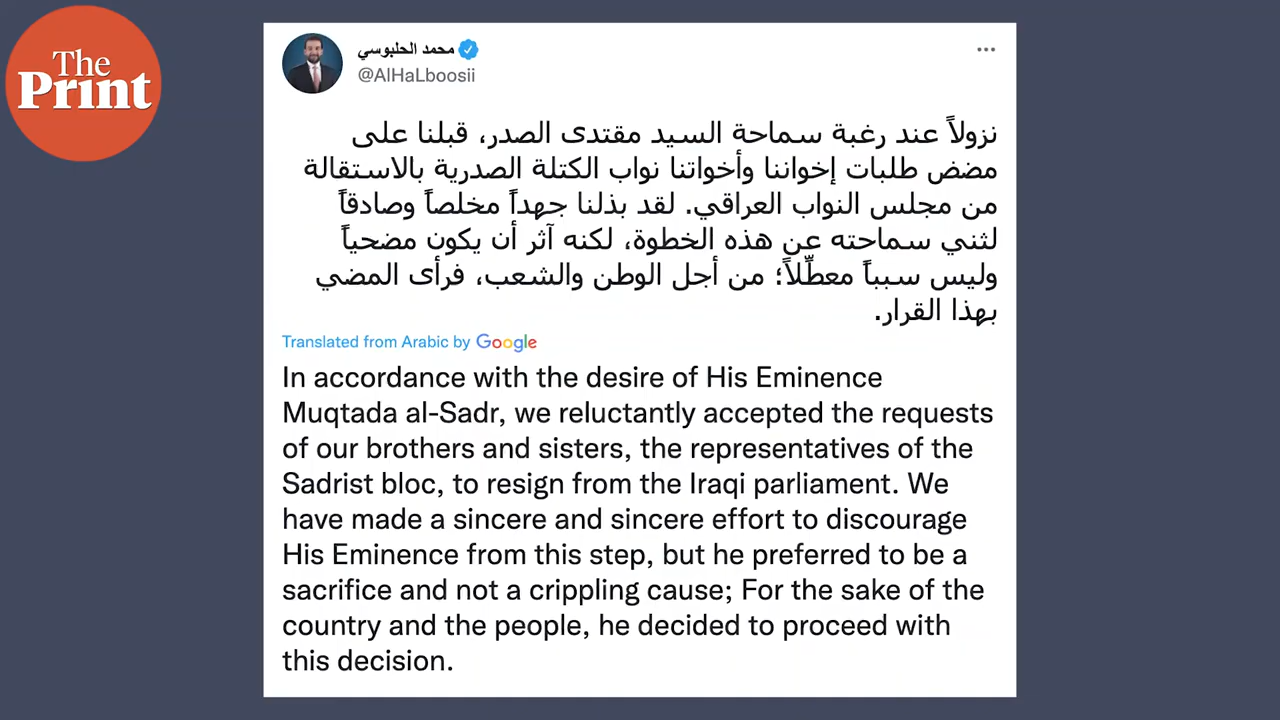 The
Print
محمد الحلبوسي
@AlHaLboosii
نزولاً عند رغبة سماحة السيد مقتدى الصدر، قبلنا على
مضض طلبات إخواننا وأخواتنا نواب الكتلة الصدرية بالاستقالة
من مجلس النواب العراقي. لقد بذلنا جهداً مخلصاً وصادقاً
لثني سماحته عن هذه الخطوة، لكنه آثر أن يكون مضحياً
وليس سبباً معطِّلاً؛ من أجل الوطن والشعب، فرأى المضي
بهذا القرار.
Translated from Arabic by Google
In accordance with the desire of His Eminence
Muqtada al-Sadr, we reluctantly accepted the requests
of our brothers and sisters, the representatives of the
Sadrist bloc, to resign from the Iraqi parliament. We
have made a sincere and sincere effort to discourage
His Eminence from this step, but he preferred to be a
sacrifice and not a crippling cause; For the sake of the
country and the people, he decided to proceed with
this decision.